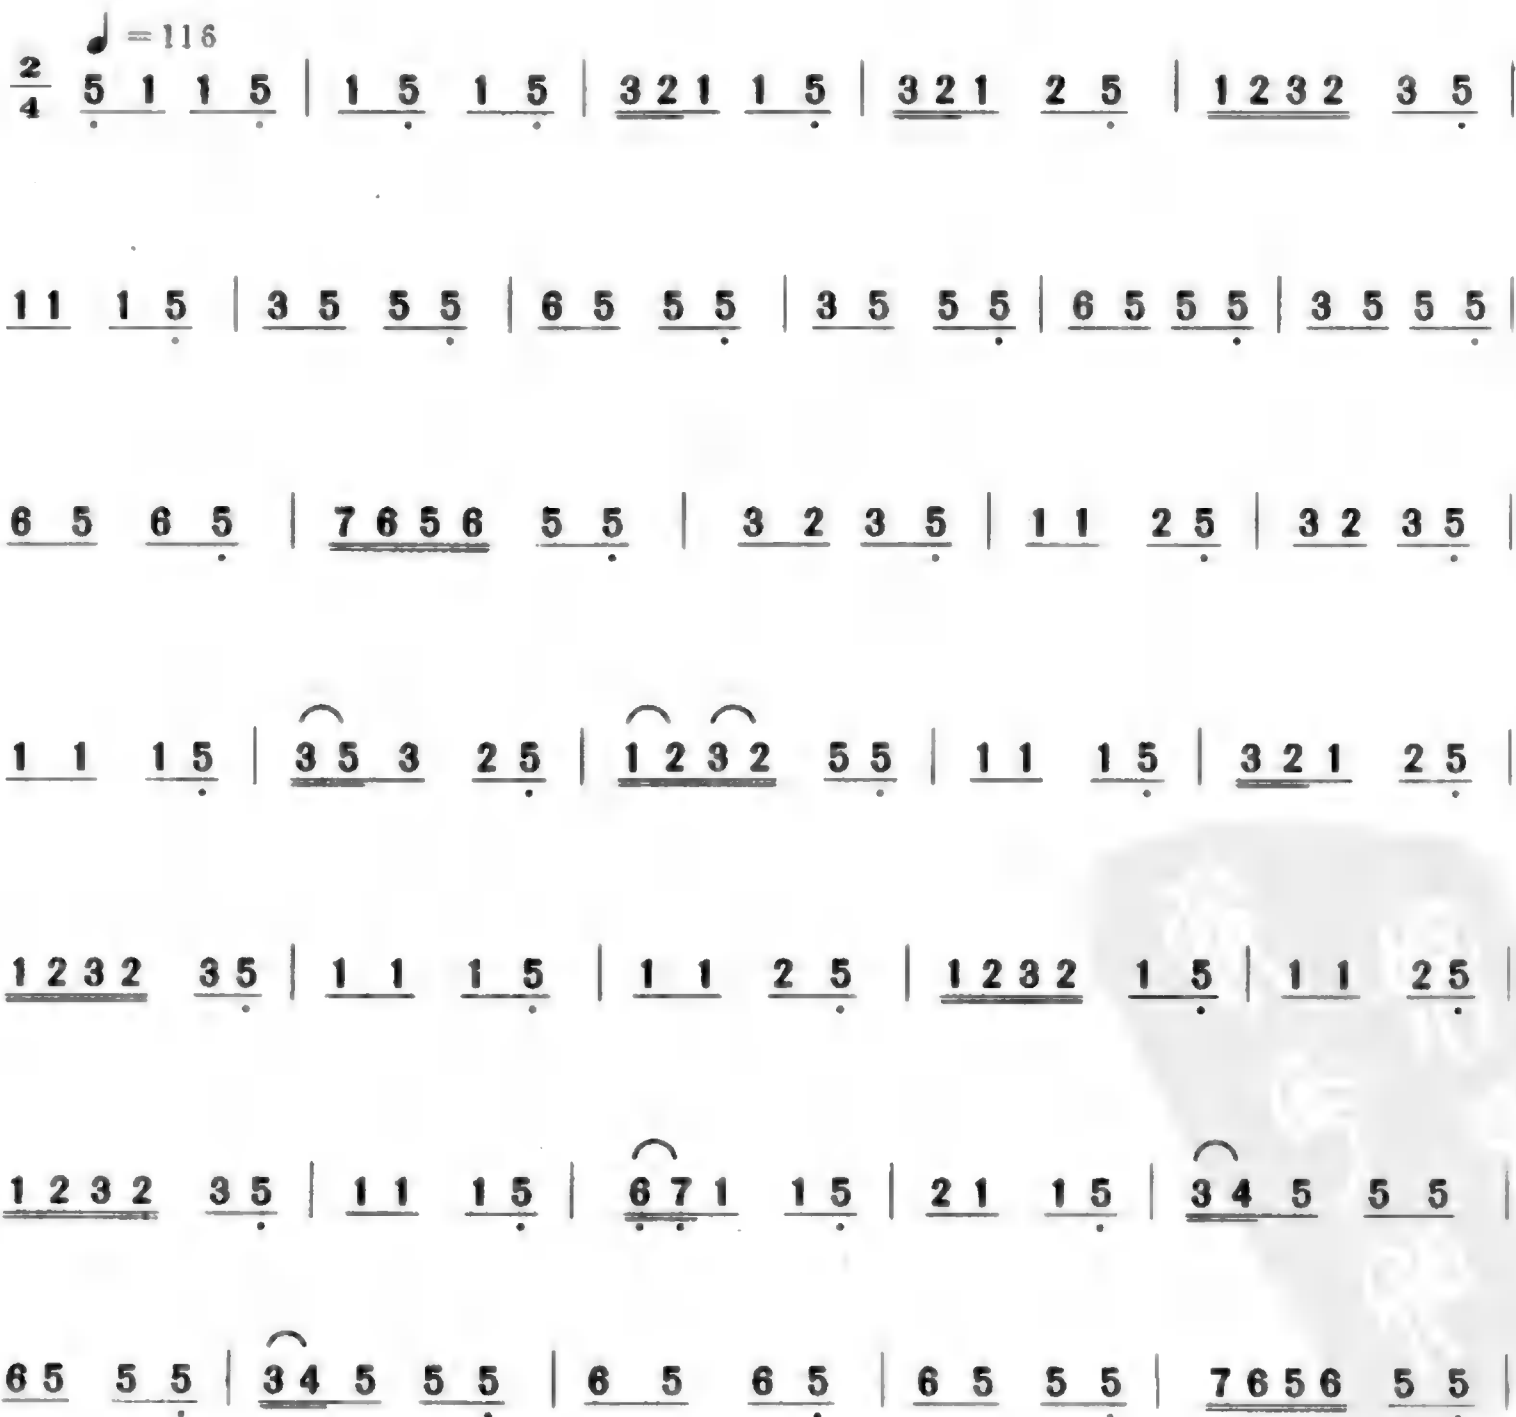 ♩=116
2/4 5̣ 1 1 5̣ | 1 5̣ 1 5̣ | 3 2 1 1 5̣ | 3 2 1 2 5̣ | 1 2 3 2 3 5̣ |
1 1 1 5̣ | 3 5 5 5̣ | 6 5 5 5̣ | 3 5 5 5̣ | 6 5 5 5̣ | 3 5 5 5̣ |
6 5 6 5̣ | 7 6 5 6 5 5̣ | 3 2 3 5̣ | 1 1 2 5̣ | 3 2 3 5̣ |
1 1 1 5̣ | 3 5 3 2 5̣ | 1 2 3 2 5 5̣ | 1 1 1 5̣ | 3 2 1 2 5̣ |
1 2 3 2 3 5̣ | 1 1 1 5̣ | 1 1 2 5̣ | 1 2 3 2 1 5̣ | 1 1 2 5̣ |
1 2 3 2 3 5̣ | 1 1 1 5̣ | 6̣ 7̣ 1 1 5̣ | 2 1 1 5̣ | 3 4 5 5 5 |
6 5 5 5̣ | 3 4 5 5 5̣ | 6 5 6 5̣ | 6 5 5 5̣ | 7 6 5 6 5 5̣ |